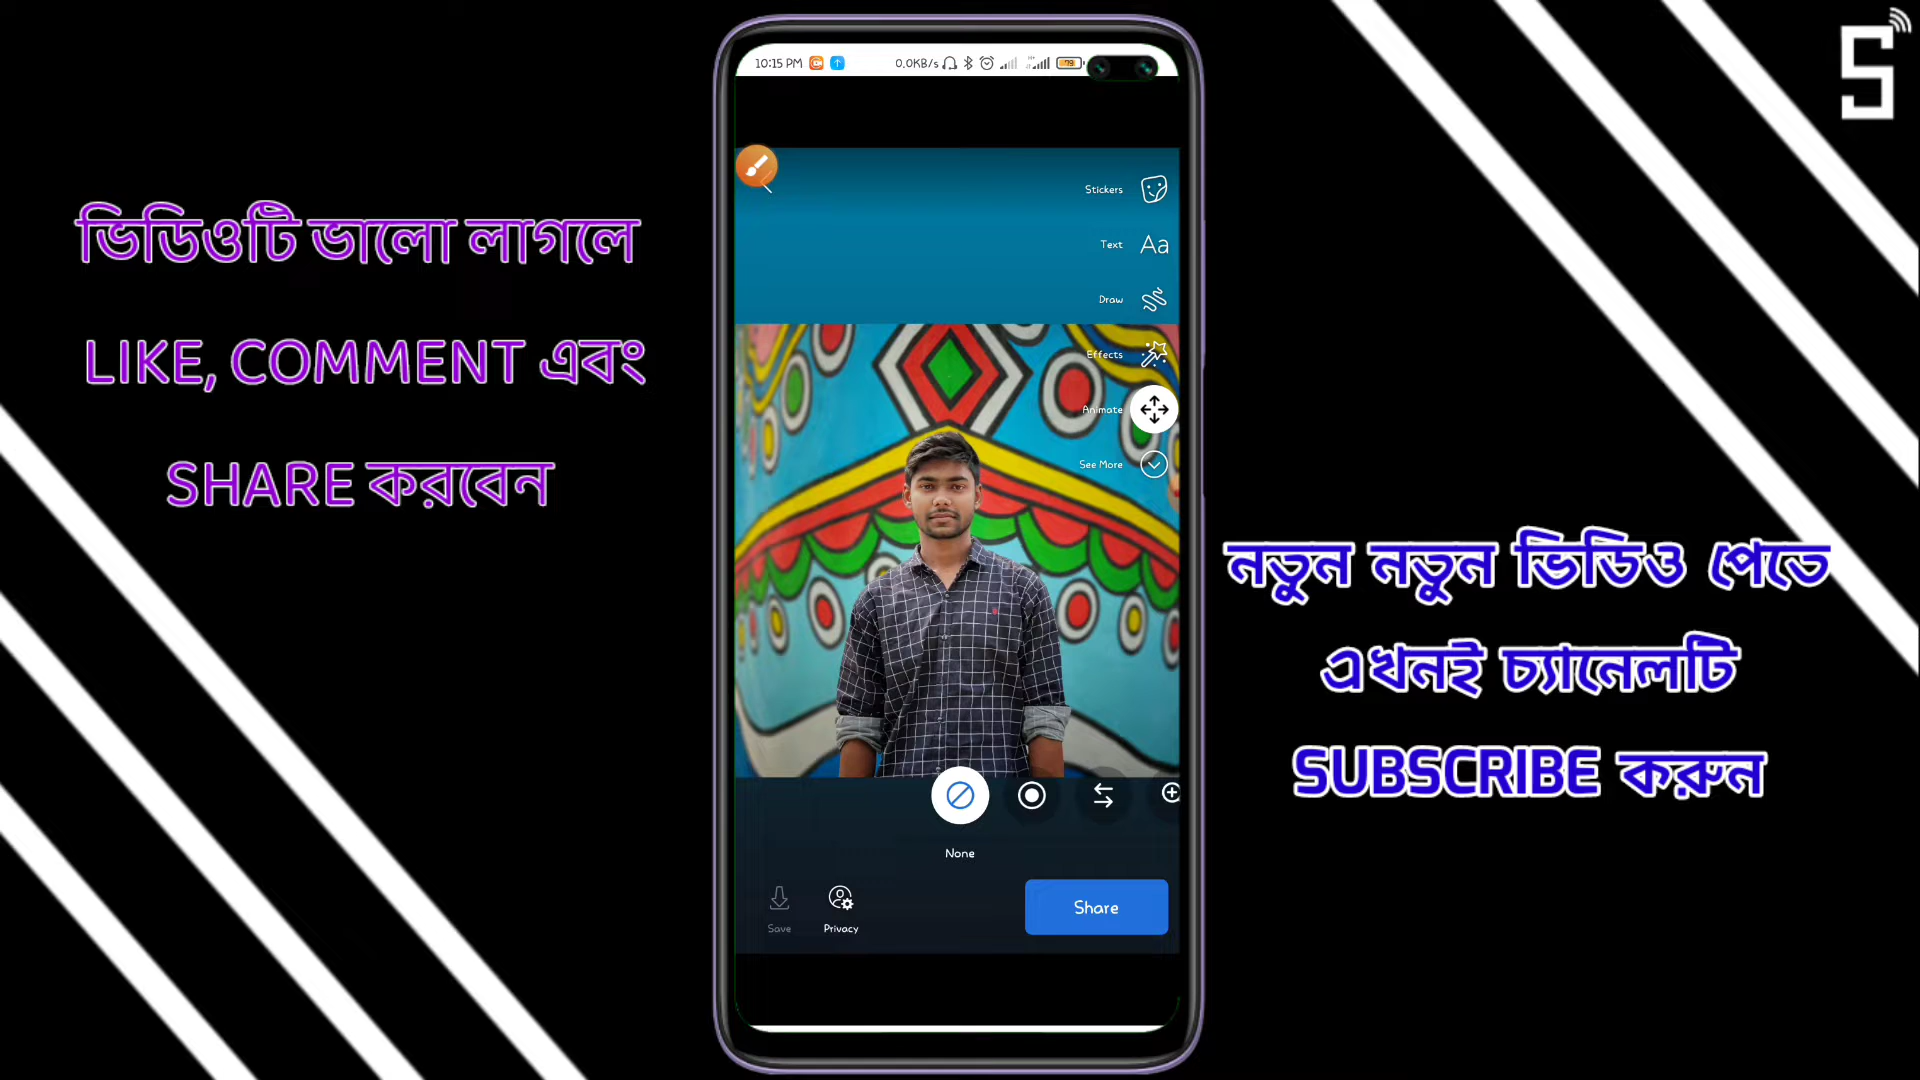 ভিডিওটি ভালো লাগলে
LIKE, COMMENT এবং
SHARE করবেন
10:15 PM
0.0KB/s
79
Stickers
Text Aa
Draw
Effects
Animate
See More
None
Save
Privacy
Share
নতুন নতুন ভিডিও পেতে
এখনই চ্যানেলটি
SUBSCRIBE করুন
S